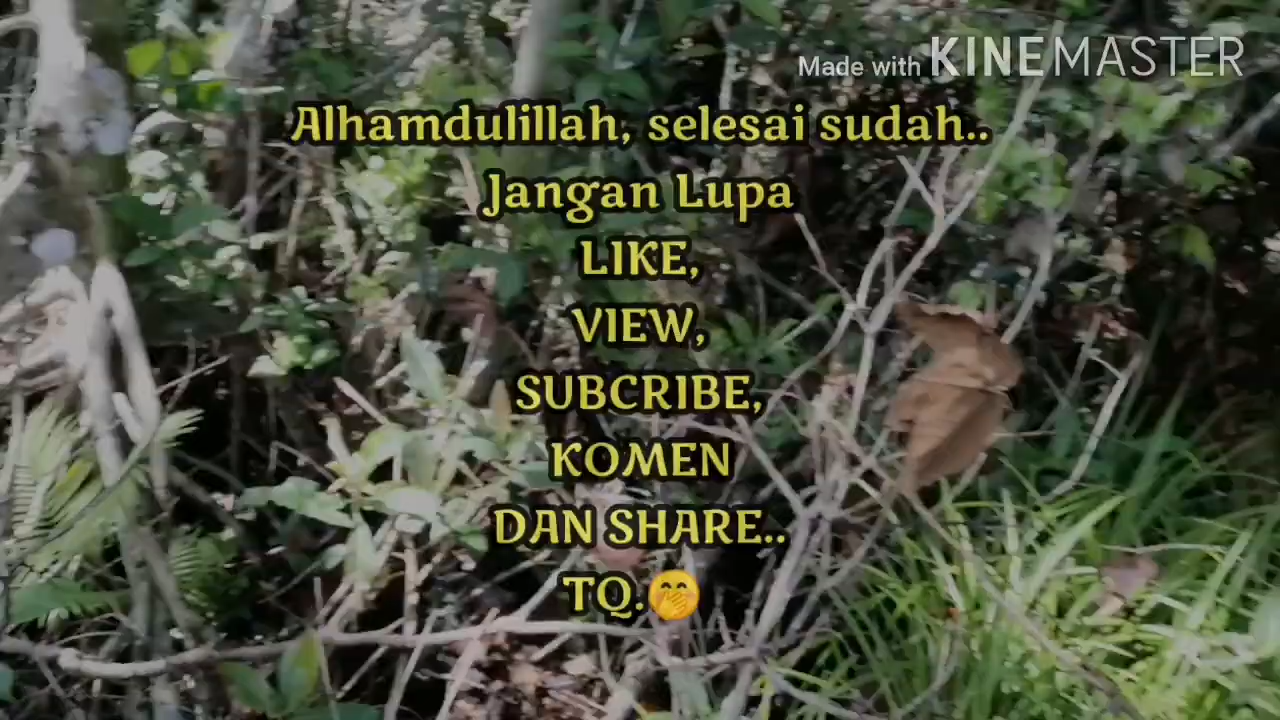 Made with KINEMASTER
Alhamdulillah, selesai sudah..
Jangan Lupa
LIKE,
VIEW,
SUBCRIBE,
KOMEN
DAN SHARE..
TQ.🤭